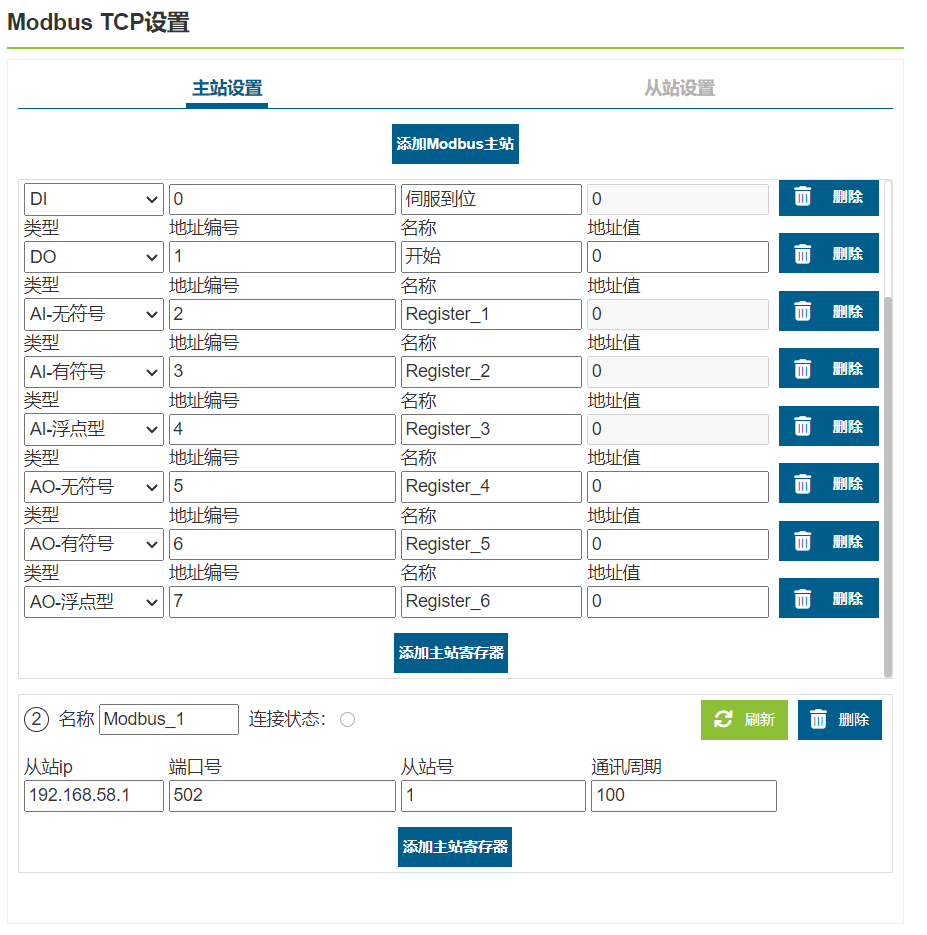 Modbus TCP设置
主站设置 从站设置
添加Modbus主站
DI 0 伺服到位 0 删除
类型 地址编号 名称 地址值
DO 1 开始 0 删除
类型 地址编号 名称 地址值
AI-无符号 2 Register_1 0 删除
类型 地址编号 名称 地址值
AI-有符号 3 Register_2 0 删除
类型 地址编号 名称 地址值
AI-浮点型 4 Register_3 0 删除
类型 地址编号 名称 地址值
AO-无符号 5 Register_4 0 删除
类型 地址编号 名称 地址值
AO-有符号 6 Register_5 0 删除
类型 地址编号 名称 地址值
AO-浮点型 7 Register_6 0 删除
添加主站寄存器
2 名称 Modbus_1 连接状态： 刷新 删除
从站ip 端口号 从站号 通讯周期
192.168.58.1 502 1 100
添加主站寄存器